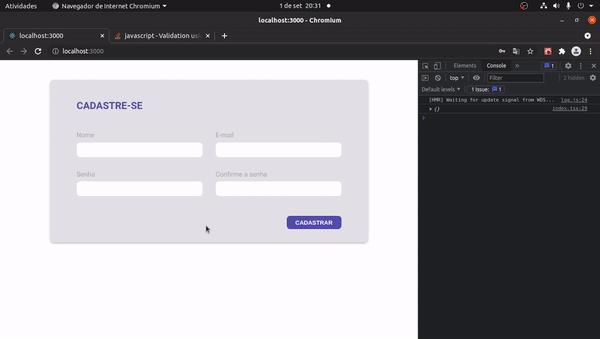 Atividades
Navegador de Internet Chromium
1 de set 20:31
localhost:3000 - Chromium
localhost:3000
javascript - Validation usi
localhost:3000
Elements
Console
»
1
top
Filter
2 hidden
Default levels
1 Issue:
1
[HMR] Waiting for update signal from WDS...
log.js:24
{}
index.tsx:29
CADASTRE-SE
Nome
E-mail
Senha
Confirme a senha
CADASTRAR